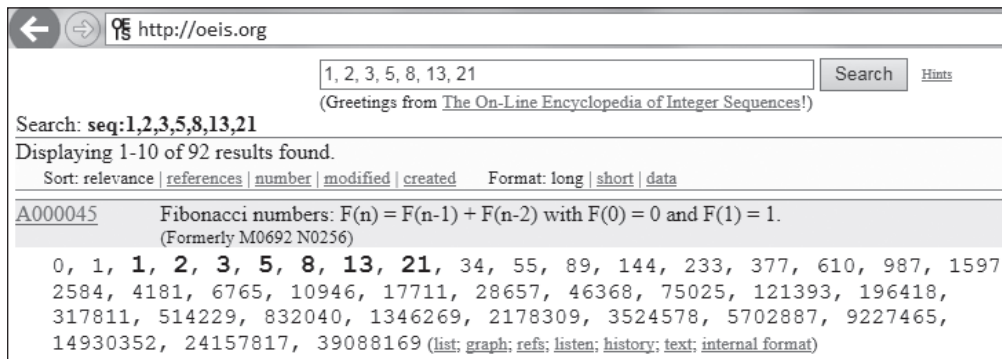 OE
IS http://oeis.org
1, 2, 3, 5, 8, 13, 21 Search Hints
(Greetings from The On-Line Encyclopedia of Integer Sequences!)
Search: seq:1,2,3,5,8,13,21
Displaying 1-10 of 92 results found.
Sort: relevance | references | number | modified | created Format: long | short | data
A000045 Fibonacci numbers: F(n) = F(n-1) + F(n-2) with F(0) = 0 and F(1) = 1.
(Formerly M0692 N0256)
0, 1, 1, 2, 3, 5, 8, 13, 21, 34, 55, 89, 144, 233, 377, 610, 987, 1597
2584, 4181, 6765, 10946, 17711, 28657, 46368, 75025, 121393, 196418,
317811, 514229, 832040, 1346269, 2178309, 3524578, 5702887, 9227465,
14930352, 24157817, 39088169 (list; graph; refs; listen; history; text; internal format)